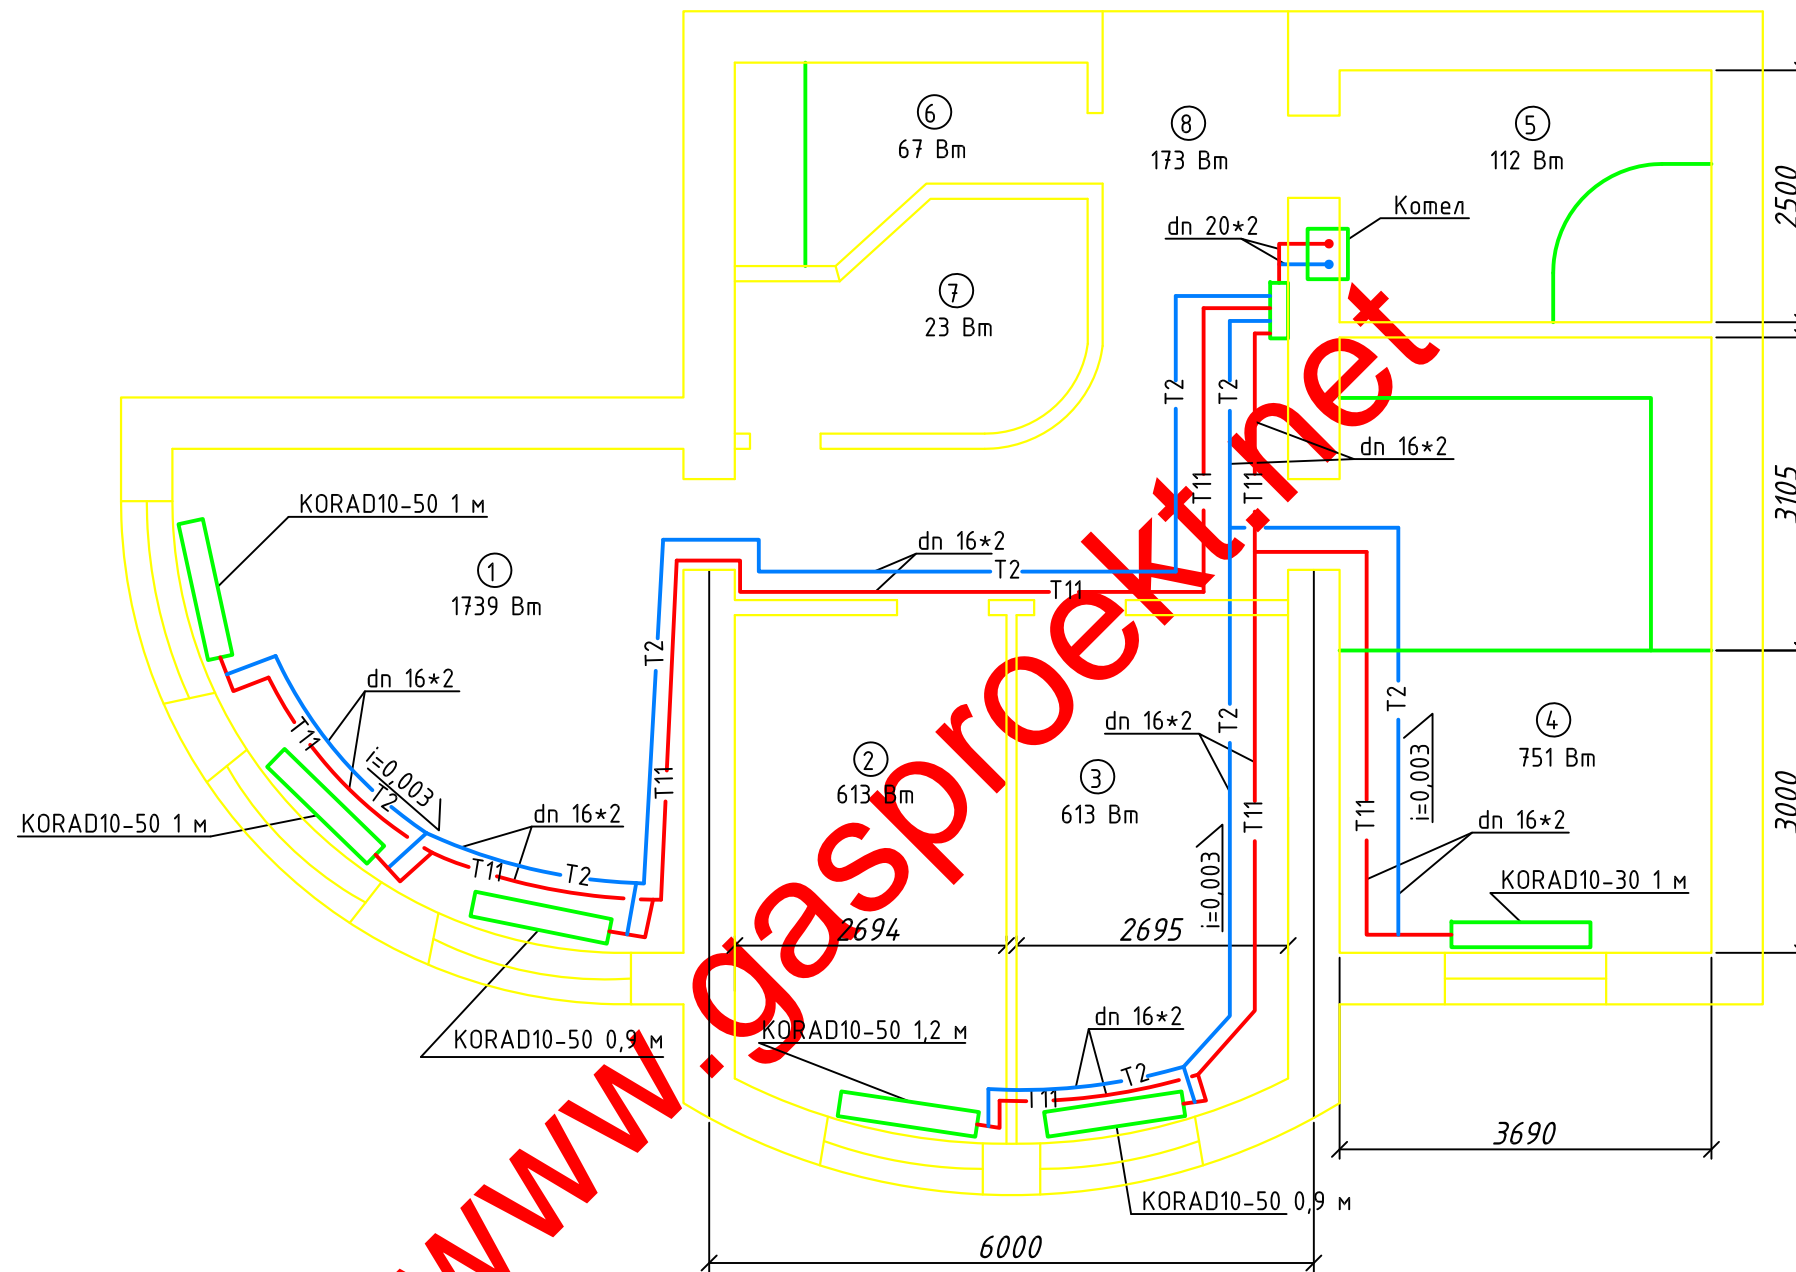 6
67 Вт
8
173 Вт
5
112 Вт
2500
Котел
dn 20*2
7
23 Вт
T2
T2
dn 16*2
T11
T11
3105
KORAD10-50 1 м
1
1739 Вт
dn 16*2
T2
T11
T2
dn 16*2
T11
T2
T2
T11
i=0,003
T2
dn 16*2
2
613 Вт
3
613 Вт
4
751 Вт
T11
T11
i=0,003
3000
KORAD10-50 1 м
dn 16*2
dn 16*2
T11
T2
i=0,003
KORAD10-30 1 м
2694
2695
KORAD10-50 0,9 м
KORAD10-50 1,2 м
dn 16*2
T2
T11
3690
KORAD10-50 0,9 м
6000
www.gasproekt.net